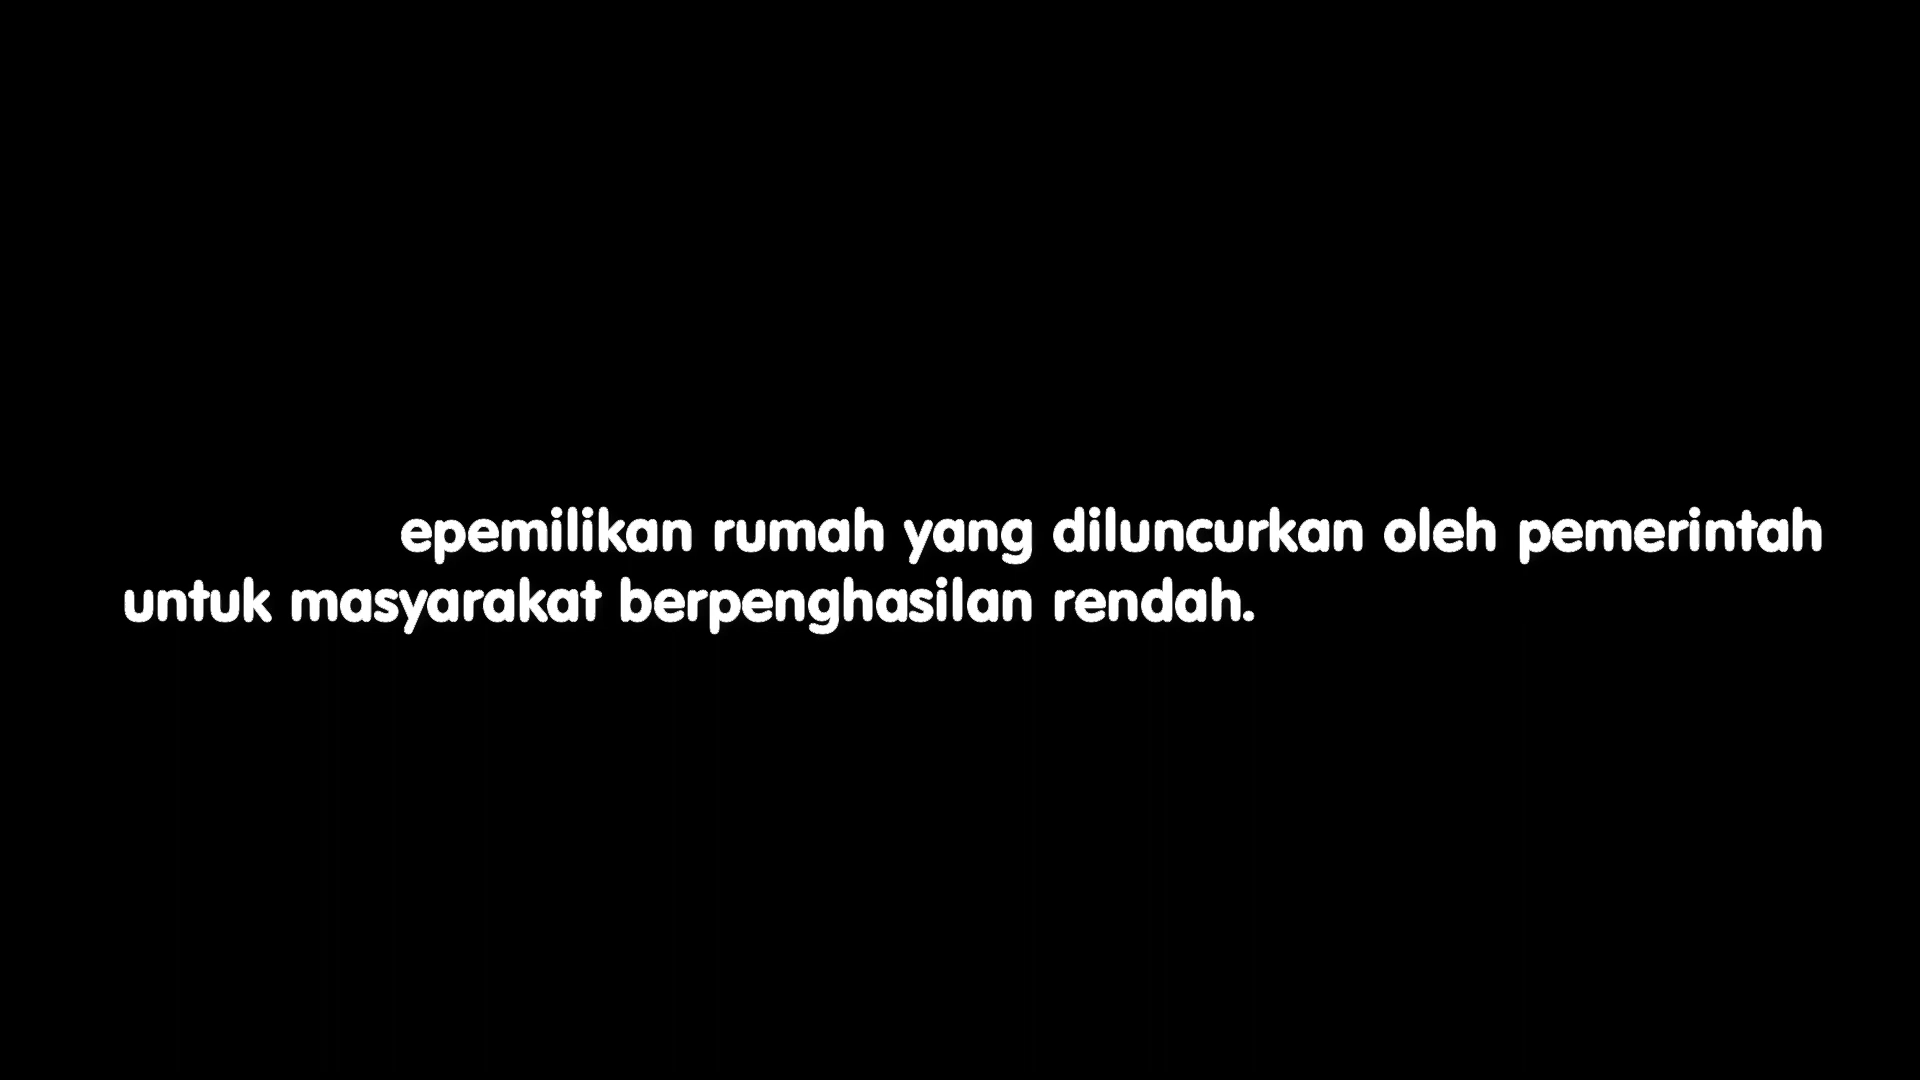 epemilikan rumah yang diluncurkan oleh pemerintah
untuk masyarakat berpenghasilan rendah.